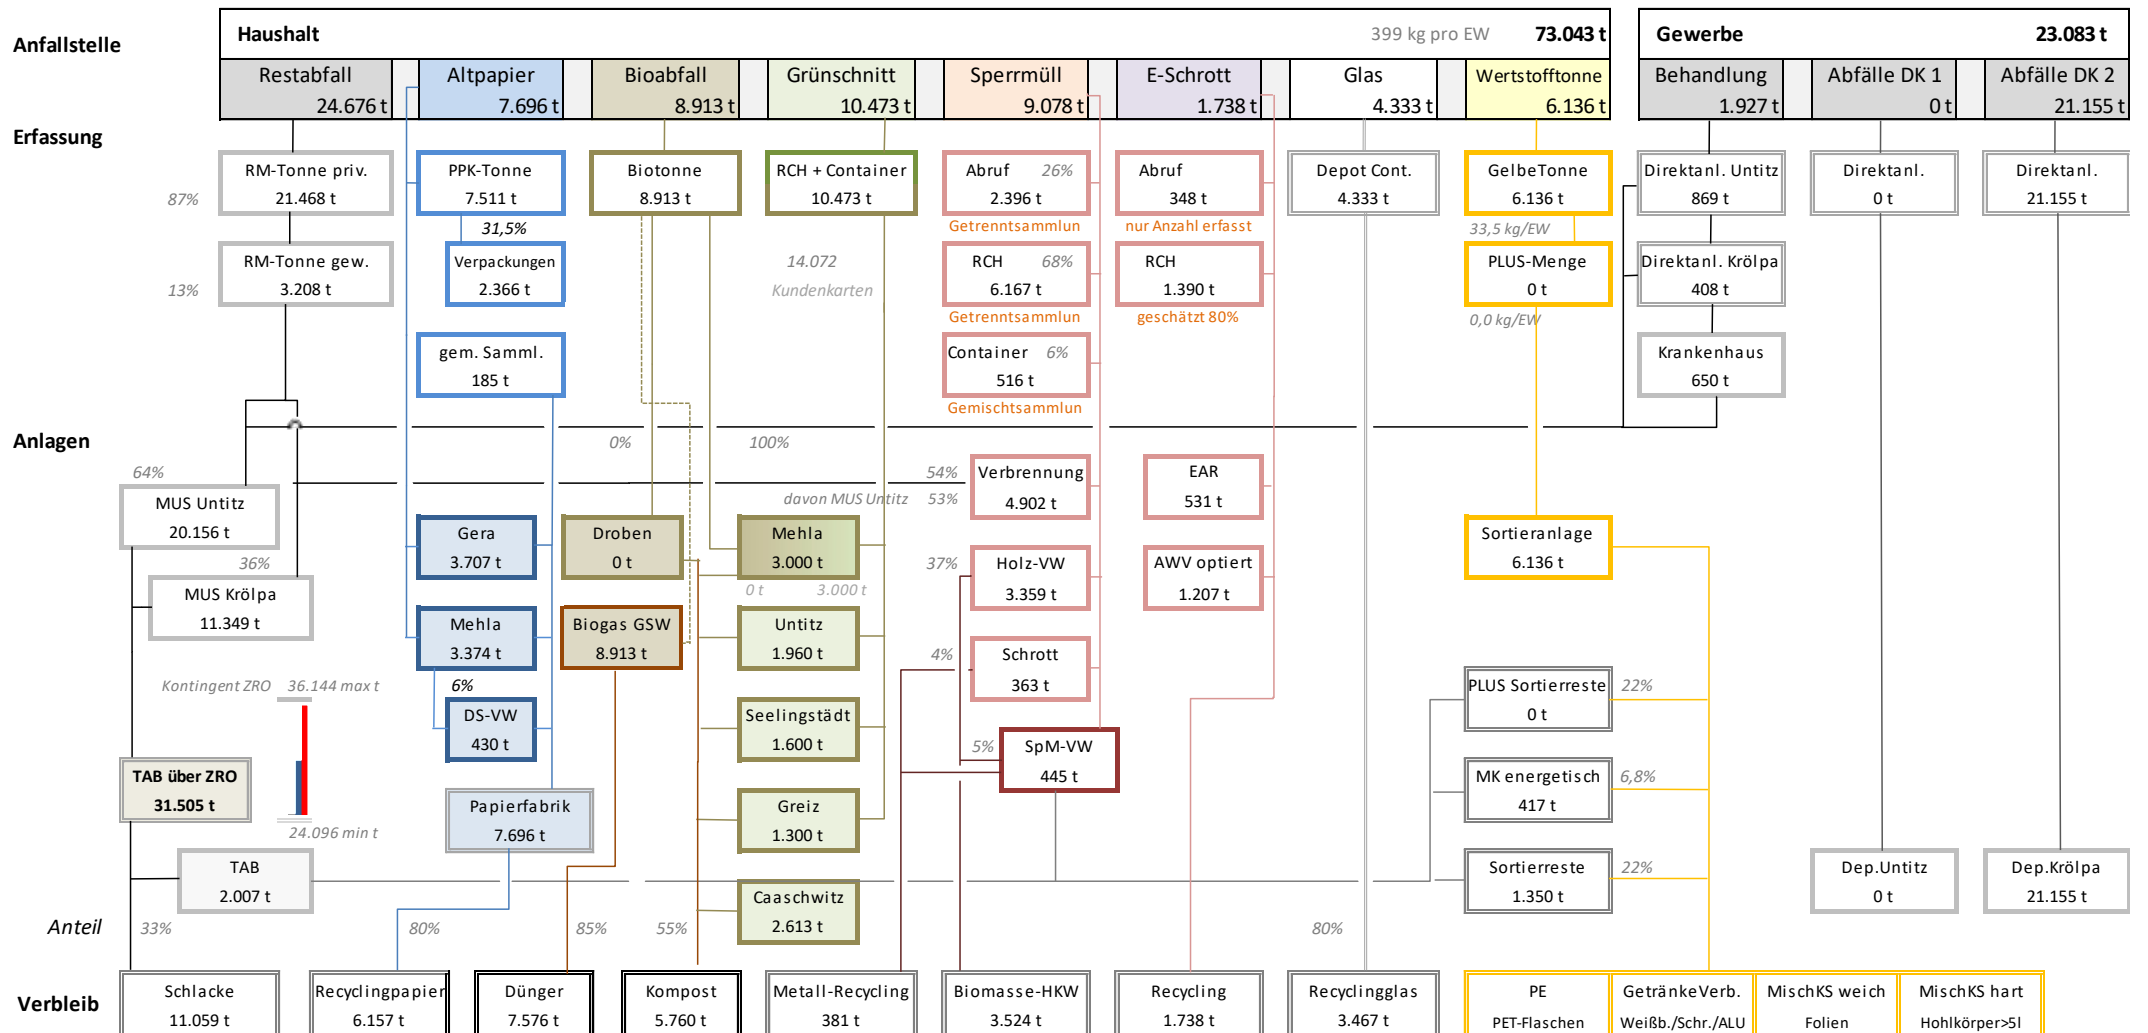 Anfallstelle
Haushalt 399 kg pro EW 73.043 t
Gewerbe 23.083 t
Restabfall
24.676 t
Altpapier
7.696 t
Bioabfall
8.913 t
Grünschnitt
10.473 t
Sperrmüll
9.078 t
E-Schrott
1.738 t
Glas
4.333 t
Wertstofftonne
6.136 t
Behandlung
1.927 t
Abfälle DK 1
0 t
Abfälle DK 2
21.155 t
Erfassung
87%
RM-Tonne priv.
21.468 t
PPK-Tonne
7.511 t
31,5%
Biotonne
8.913 t
RCH + Container
10.473 t
Abruf 26%
2.396 t
Getrenntsammlun
Abruf
348 t
nur Anzahl erfasst
Depot Cont.
4.333 t
GelbeTonne
6.136 t
33,5 kg/EW
Direktanl. Untitz
869 t
Direktanl.
0 t
Direktanl.
21.155 t
13%
RM-Tonne gew.
3.208 t
Verpackungen
2.366 t
14.072
Kundenkarten
RCH 68%
6.167 t
Getrenntsammlun
RCH
1.390 t
geschätzt 80%
PLUS-Menge
0 t
0,0 kg/EW
Direktanl. Krölpa
408 t
gem. Samml.
185 t
Container 6%
516 t
Gemischtsammlun
Krankenhaus
650 t
Anlagen
0%
100%
64%
MUS Untitz
20.156 t
54%
davon MUS Untitz 53%
Verbrennung
4.902 t
EAR
531 t
Gera
3.707 t
Droben
0 t
Mehla
3.000 t
0 t 3.000 t
Sortieranlage
6.136 t
36%
MUS Krölpa
11.349 t
37%
Holz-VW
3.359 t
AWV optiert
1.207 t
Mehla
3.374 t
6%
Biogas GSW
8.913 t
Untitz
1.960 t
4%
Schrott
363 t
Kontingent ZRO 36.144 max t
24.096 min t
DS-VW
430 t
Seelingstädt
1.600 t
5%
SpM-VW
445 t
PLUS Sortierreste
0 t
22%
TAB über ZRO
31.505 t
Papierfabrik
7.696 t
Greiz
1.300 t
MK energetisch
417 t
6,8%
TAB
2.007 t
Caaschwitz
2.613 t
Sortierreste
1.350 t
22%
Dep.Untitz
0 t
Dep.Krölpa
21.155 t
Anteil
33%
80%
85%
55%
80%
Verbleib
Schlacke
11.059 t
Recyclingpapier
6.157 t
Dünger
7.576 t
Kompost
5.760 t
Metall-Recycling
381 t
Biomasse-HKW
3.524 t
Recycling
1.738 t
Recyclingglas
3.467 t
PE
PET-Flaschen
GetränkeVerb.
Weißb./Schr./ALU
MischKS weich
Folien
MischKS hart
Hohlkörper>5l